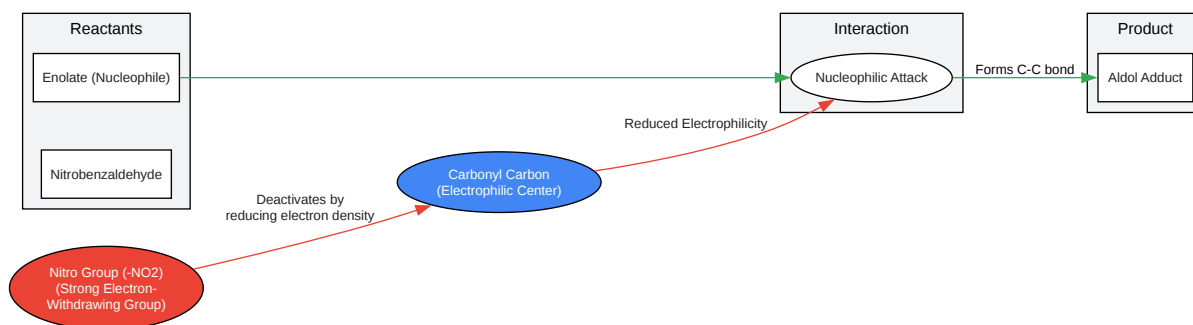 Reactants
Interaction
Product
Enolate (Nucleophile)
Nucleophilic Attack
Forms C-C bond
Aldol Adduct
Reduced Electrophilicity
Nitrobenzaldehyde
Carbonyl Carbon
(Electrophilic Center)
Deactivates by
reducing electron density
Nitro Group (-NO2)
(Strong Electron-
Withdrawing Group)